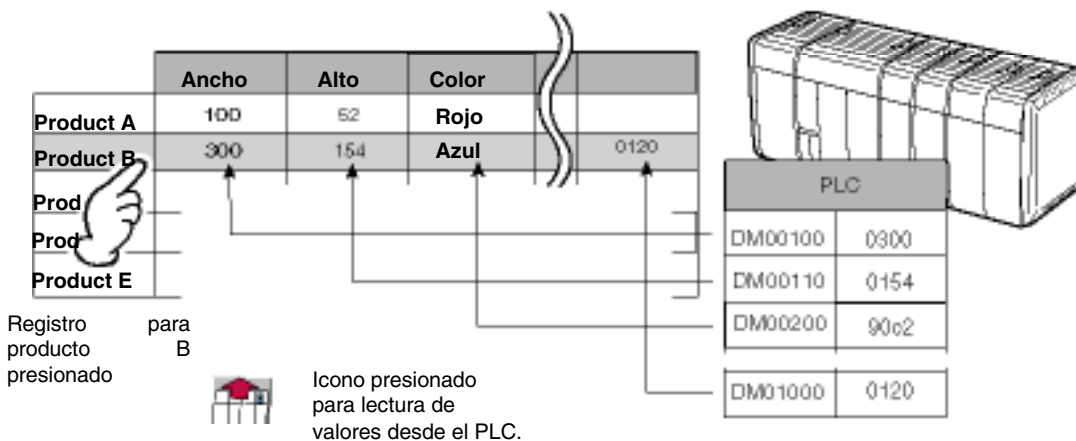 Ancho Alto Color
Product A 100 52 Rojo
Product B 300 154 Azul 0120
Prod
Prod
Product E
PLC
DM00100 0300
DM00110 0154
DM00200 90c2
DM01000 0120
Registro para
producto B
presionado
Icono presionado
para lectura de
valores desde el PLC.